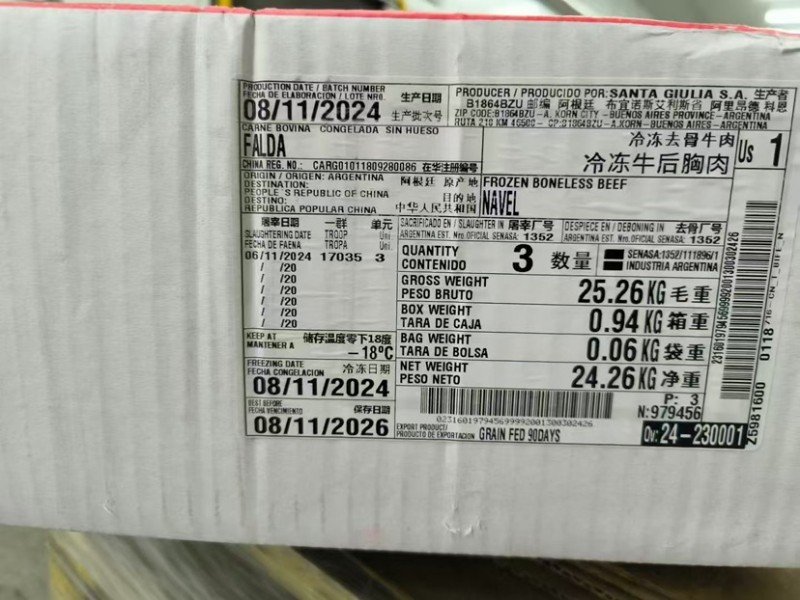 PRODUCTION DATE / BATCH NUMBER
FECHA DE ELABORACION / LOTE NRO.
生产日期
08/11/2024 生产批次号
PRODUCER / PRODUCIDO POR: SANTA GIULIA S.A. 生产者
B1864BZU 邮编 阿根廷 布宜诺斯艾利斯省 阿里昂德 科恩
ZIP CODE:B1864BZU - A. KORN CITY - BUENOS AIRES PROVINCE - ARGENTINA
RUTA 210 KM 46500 - CP:B1864BZU - A.KORN - BUENOS AIRES - ARGENTINA
CARNE BOVINA CONGELADA SIN HUESO
FALDA
冷冻去骨牛肉
冷冻牛后胸肉
Us 1
CHINA REG. NO.: CARG01011809280086 在华注册编号
ORIGIN / ORIGEN: ARGENTINA 阿根廷 原产地
DESTINATION: 目的地
PEOPLE´S REPUBLIC OF CHINA
DESTINO: 中华人民共和国
REPUBLICA POPULAR CHINA
FROZEN BONELESS BEEF
NAVEL
屠宰日期 一群 单元
SLAUGHTERING DATE TROOP Uni.
FECHA DE FAENA TROPA Uni.
06/11/2024 17035 3
/ /20
/ /20
/ /20
/ /20
/ /20
SACRIFICADO EN / SLAUGHTER IN 屠宰厂号
ARGENTINA EST. Nro.OFICIAL SENASA: 1352
DESPIECE EN / DEBONING IN 去骨厂号
ARGENTINA EST. Nro.OFICIAL SENASA: 1352
QUANTITY
CONTENIDO 3 数量
SENASA:1352/111896/1
INDUSTRIA ARGENTINA
GROSS WEIGHT
PESO BRUTO 25.26 KG 毛重
BOX WEIGHT
TARA DE CAJA 0.94 KG 箱重
BAG WEIGHT
TARA DE BOLSA 0.06 KG 袋重
NET WEIGHT
PESO NETO 24.26 KG 净重
KEEP AT 储存温度零下18度
MANTENER A -18ºC
FREEZING DATE
FECHA CONGELACION 冷冻日期
08/11/2024
BEST BEFORE
FECHA VENCIMIENTO 保存日期
08/11/2026
0231601979456999920013003024​26
P: 3
N:979456
EXPORT PRODUCT/
PRODUCTO DE EXPORTACION GRAIN FED 90DAYS
Ov: 24-230001
Z5981600